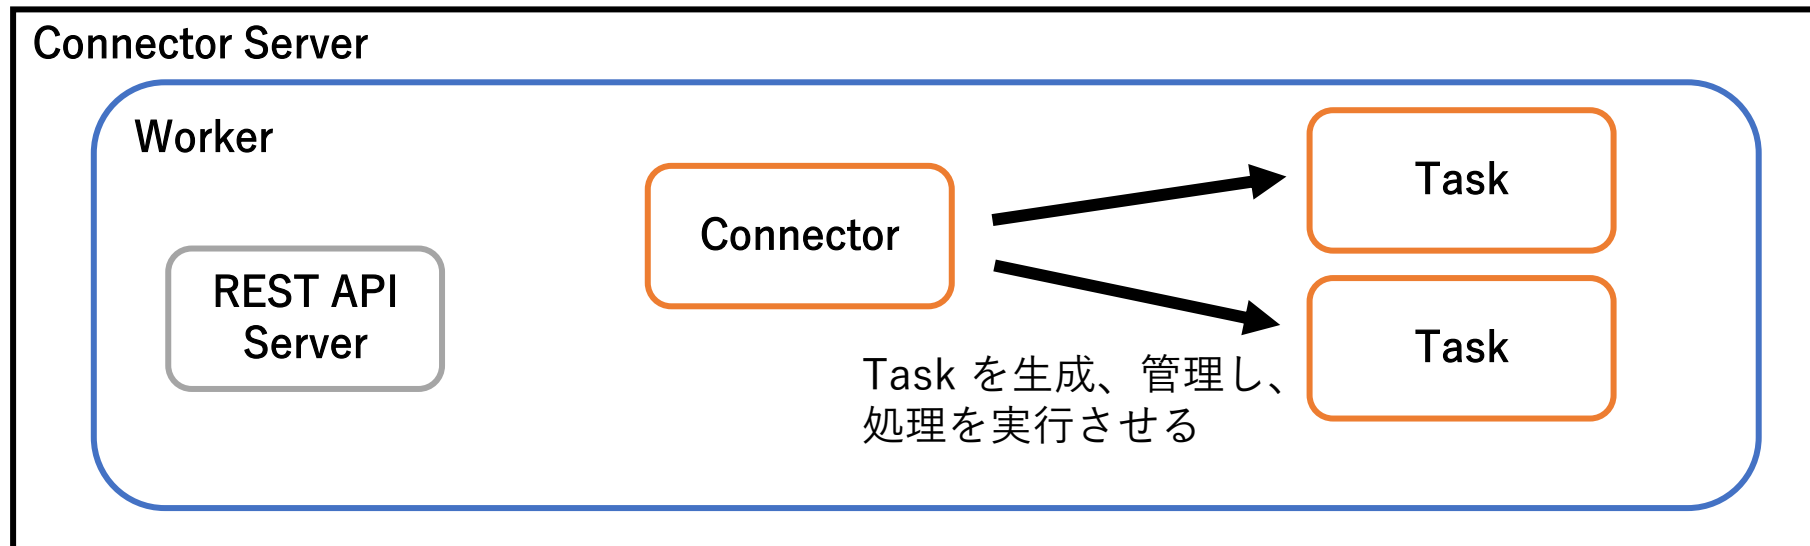 Connector Server
Worker
REST API
Server
Connector
Task
Task
Task を生成、管理し、
処理を実行させる